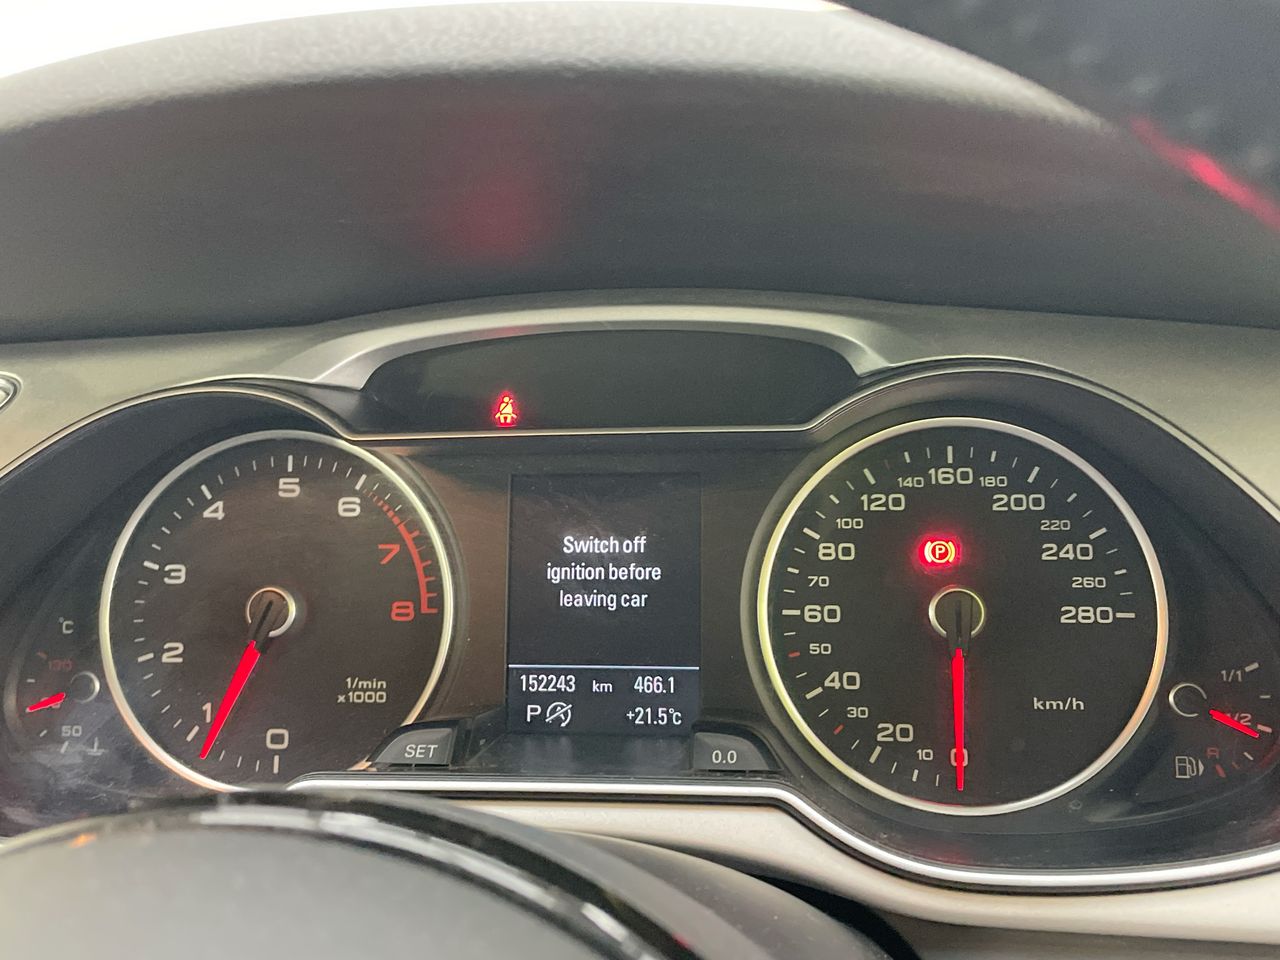 5
4
6
3
7
2
8
1
0
1/min
x1000
°C
130
50
Switch off
ignition before
leaving car
152243 km 466.1
P
+21.5°C
SET
0.0
160
140
180
120
200
100
220
80
240
70
260
60
280
50
40
30
20
10
0
km/h
P
1/1
1/2
R